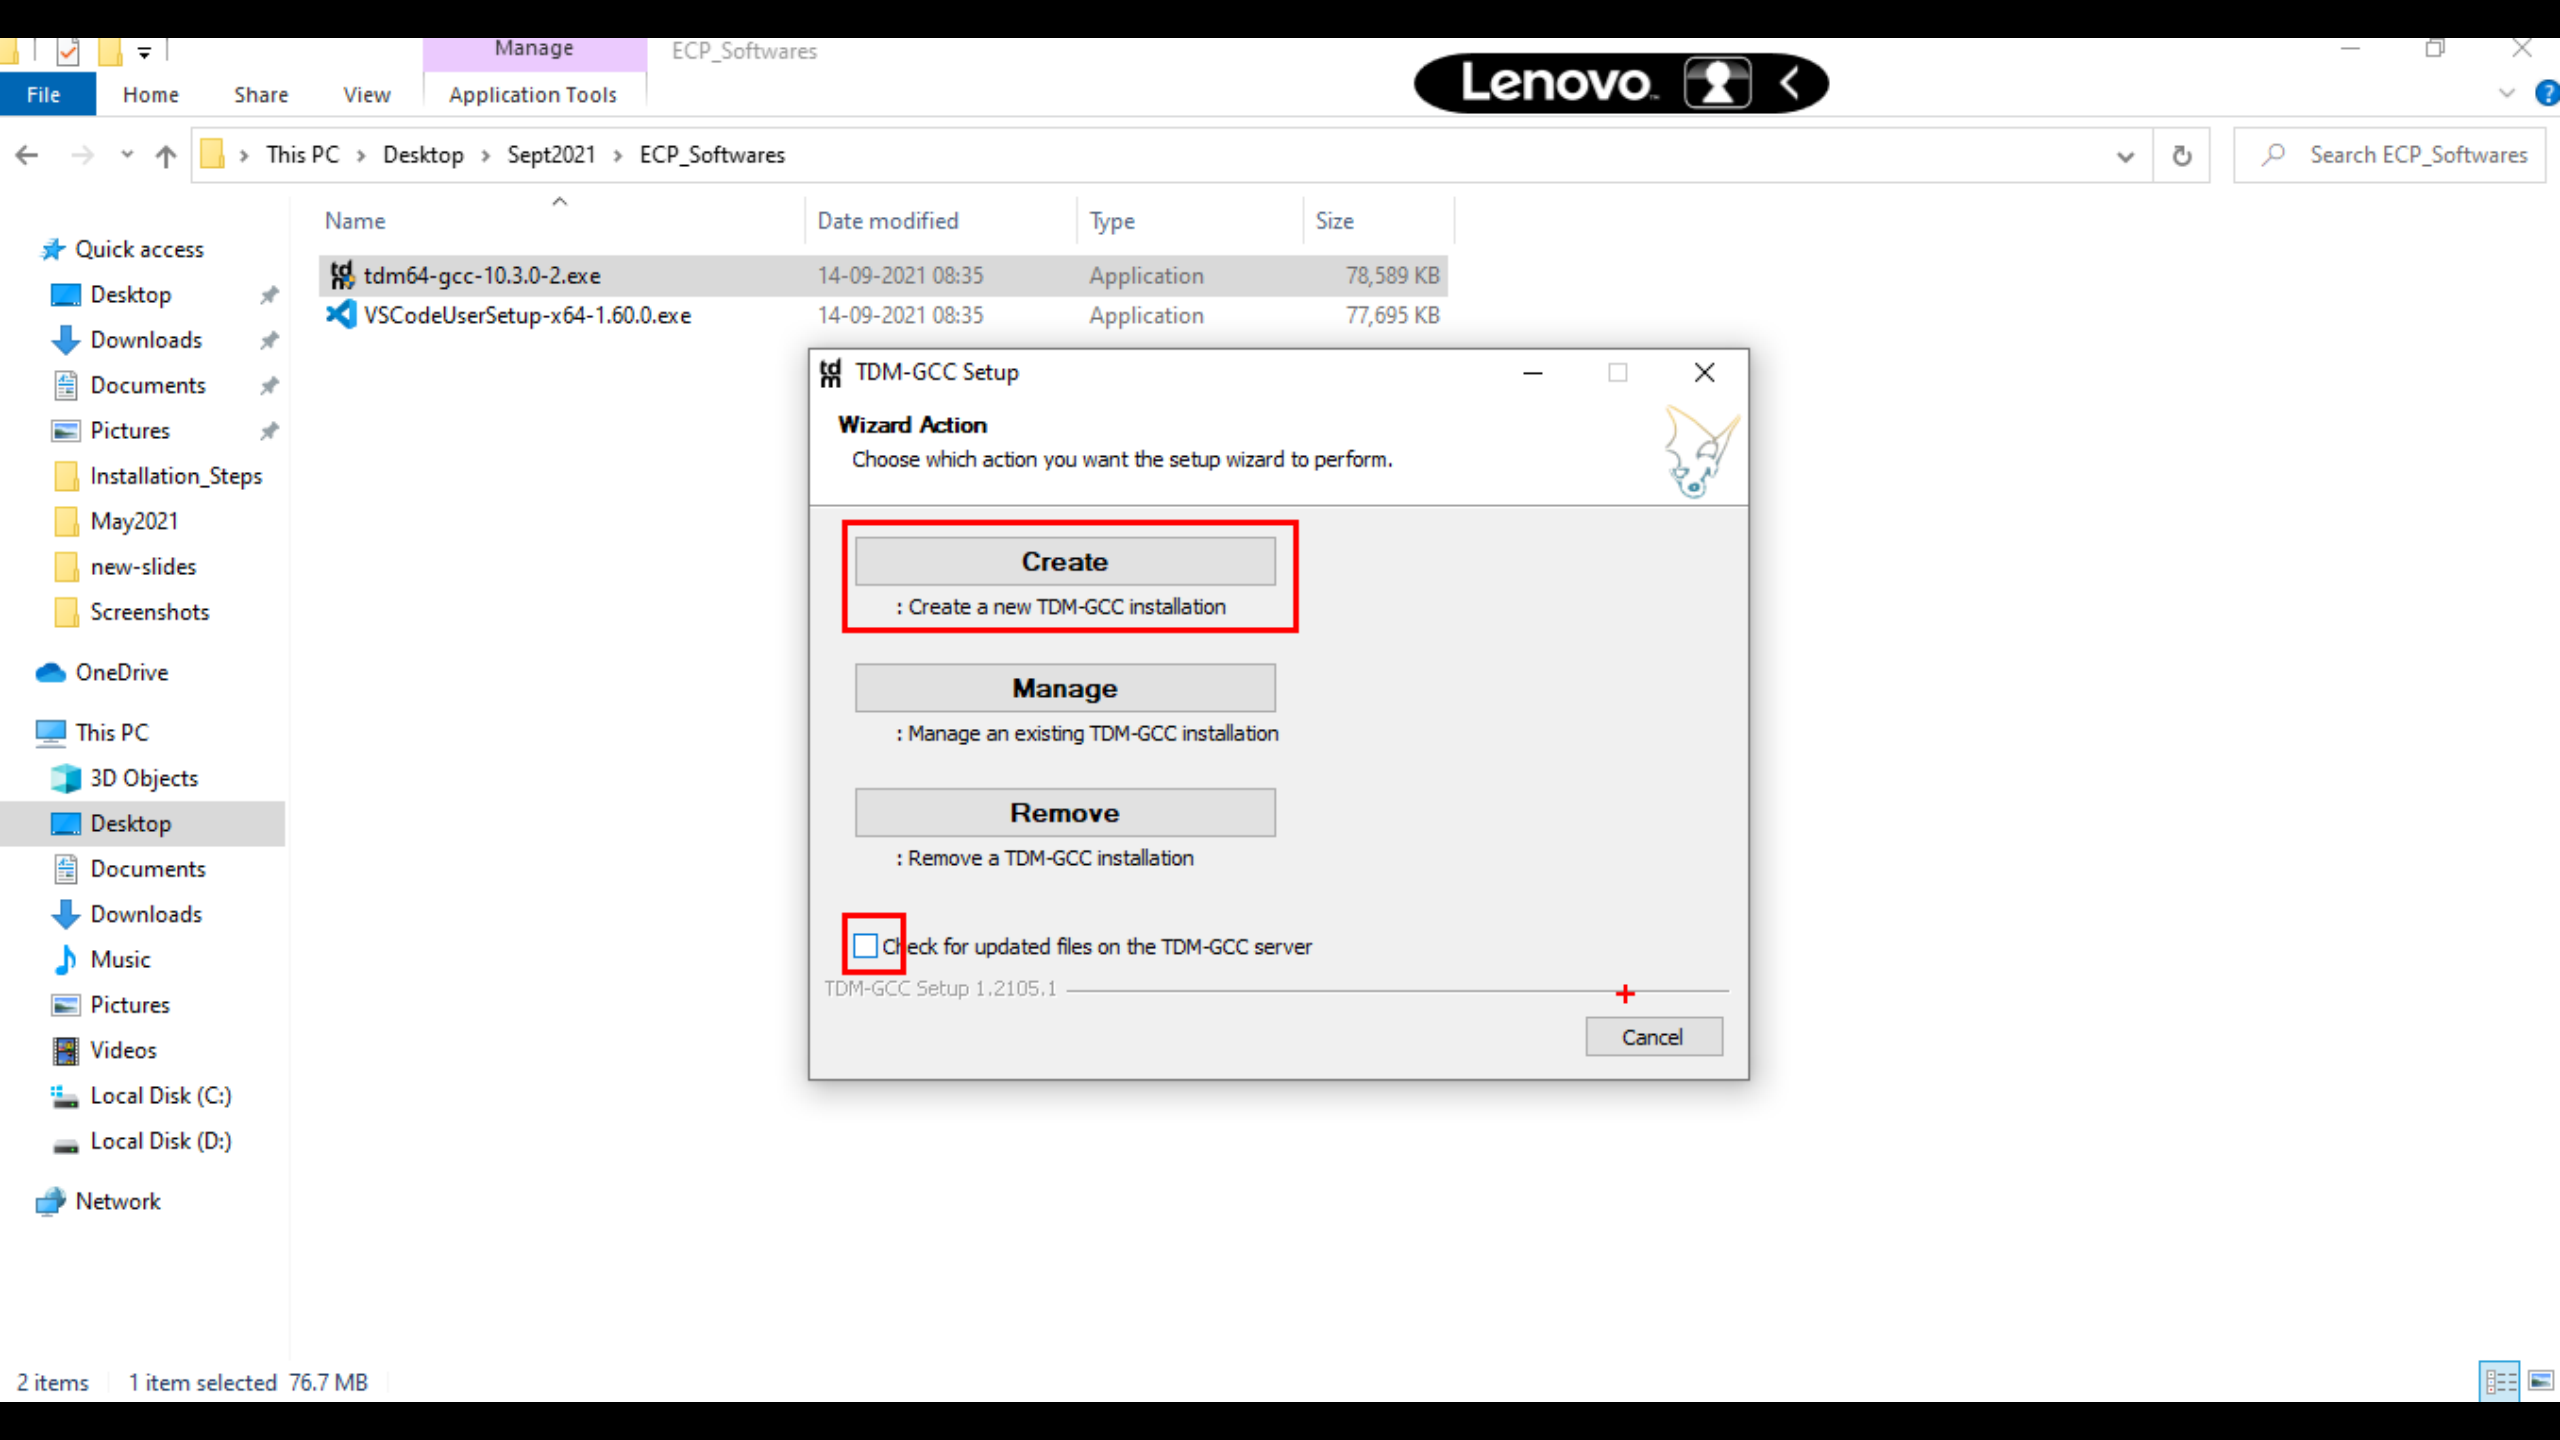 Manage
ECP_Softwares
Lenovo
File
Home
Share
View
Application Tools
This PC
Desktop
Sept2021
ECP_Softwares
Search ECP_Softwares
Name
Date modified
Type
Size
tdm64-gcc-10.3.0-2.exe
14-09-2021 08:35
Application
78,589 KB
VSCodeUserSetup-x64-1.60.0.exe
14-09-2021 08:35
Application
77,695 KB
Quick access
Desktop
Downloads
Documents
Pictures
Installation_Steps
May2021
new-slides
Screenshots
OneDrive
This PC
3D Objects
Desktop
Documents
Downloads
Music
Pictures
Videos
Local Disk (C:)
Local Disk (D:)
Network
tdm
TDM-GCC Setup
Wizard Action
Choose which action you want the setup wizard to perform.
Create
: Create a new TDM-GCC installation
Manage
: Manage an existing TDM-GCC installation
Remove
: Remove a TDM-GCC installation
Check for updated files on the TDM-GCC server
TDM-GCC Setup 1.2105.1
Cancel
2 items
1 item selected 76.7 MB